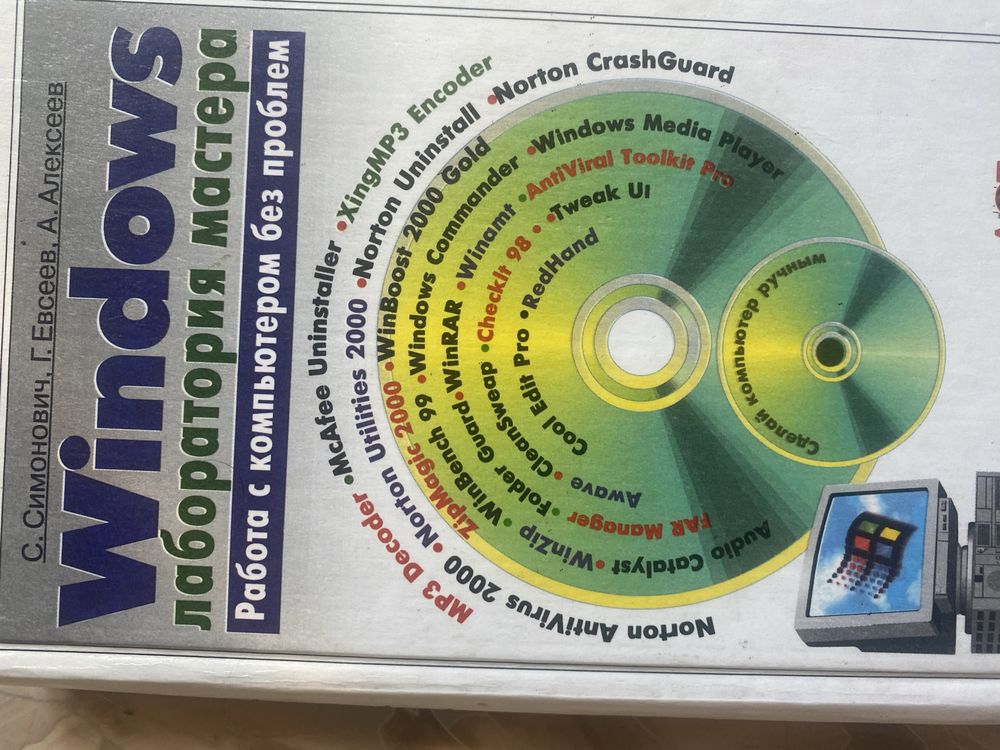 С. Симонович, Г. Евсеев, А. Алексеев
Windows
лаборатория мастера
Работа с компьютером без проблем
MP3 Decoder • McAfee Uninstaller • XingMP3 Encoder
Norton AntiVirus 2000 • Norton Utilities 2000 • Norton Uninstall • Norton CrashGuard
ZipMagic 2000 • WinBoost 2000 Gold
Audio Catalyst • WinZip • WinBench 99 • Windows Commander • Windows Media Player
FAR Manager • Folder Guard • WinRAR • Winamt • AntiViral Toolkit Pro
Awave • CleanSweap • CheckIt 98 • Tweak UI
Cool Edit Pro • RedHand
Сделай компьютер ручным